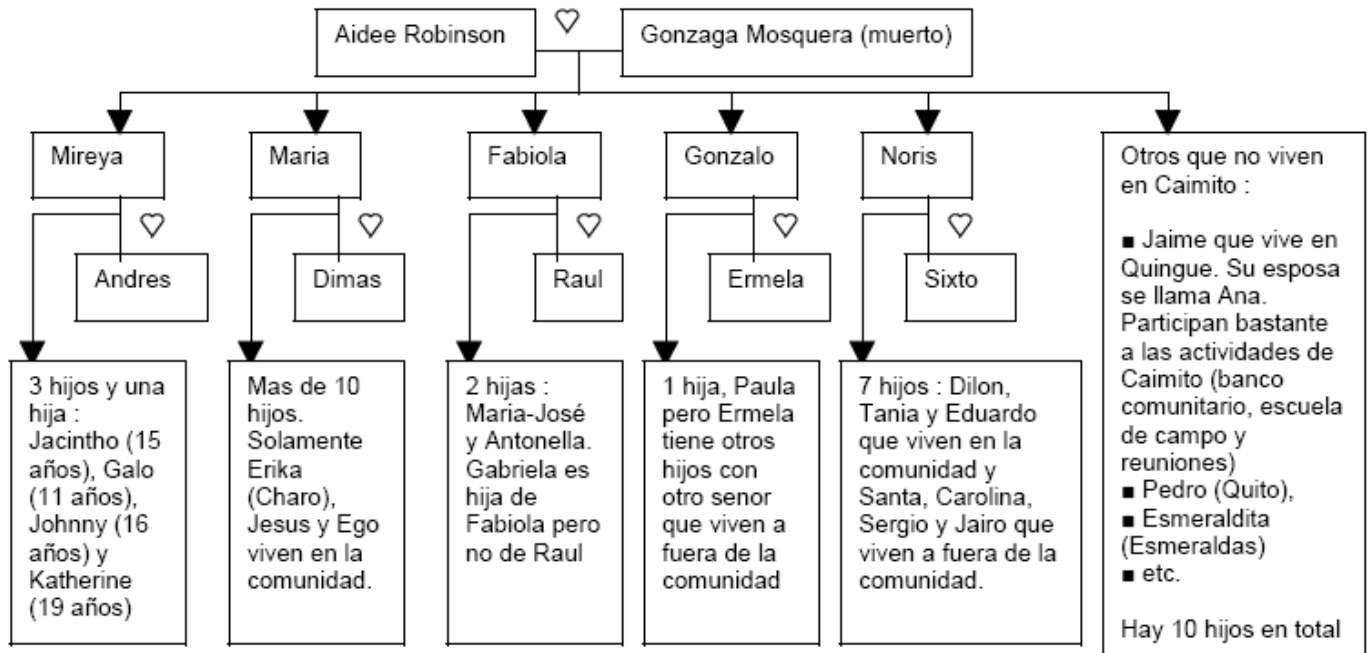 Aidee Robinson
Gonzaga Mosquera (muerto)
Mireya
Maria
Fabiola
Gonzalo
Noris
Andres
Dimas
Raul
Ermela
Sixto
3 hijos y una
hija :
Jacintho (15
años), Galo
(11 años),
Johnny (16
años) y
Katherine
(19 años)
Mas de 10
hijos.
Solamente
Erika
(Charo),
Jesus y Ego
viven en la
comunidad.
2 hijas :
Maria-José
y Antonella.
Gabriela es
hija de
Fabiola pero
no de Raul
1 hija, Paula
pero Ermela
tiene otros
hijos con
otro senor
que viven a
fuera de la
comunidad
7 hijos : Dilon,
Tania y Eduardo
que viven en la
comunidad y
Santa, Carolina,
Sergio y Jairo que
viven a fuera de la
comunidad.
Otros que no viven
en Caimito :
■ Jaime que vive en
Quingue. Su esposa
se llama Ana.
Participan bastante
a las actividades de
Caimito (banco
comunitario, escuela
de campo y
reuniones)
■ Pedro (Quito),
■ Esmeraldita
(Esmeraldas)
■ etc.
Hay 10 hijos en total